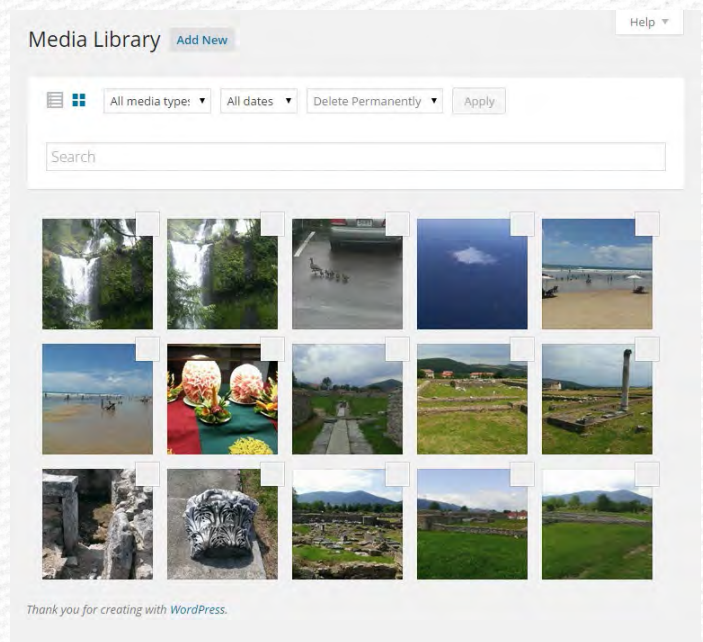 Help
Media Library Add New
All media types All dates Delete Permanently Apply
Search
Thank you for creating with WordPress.